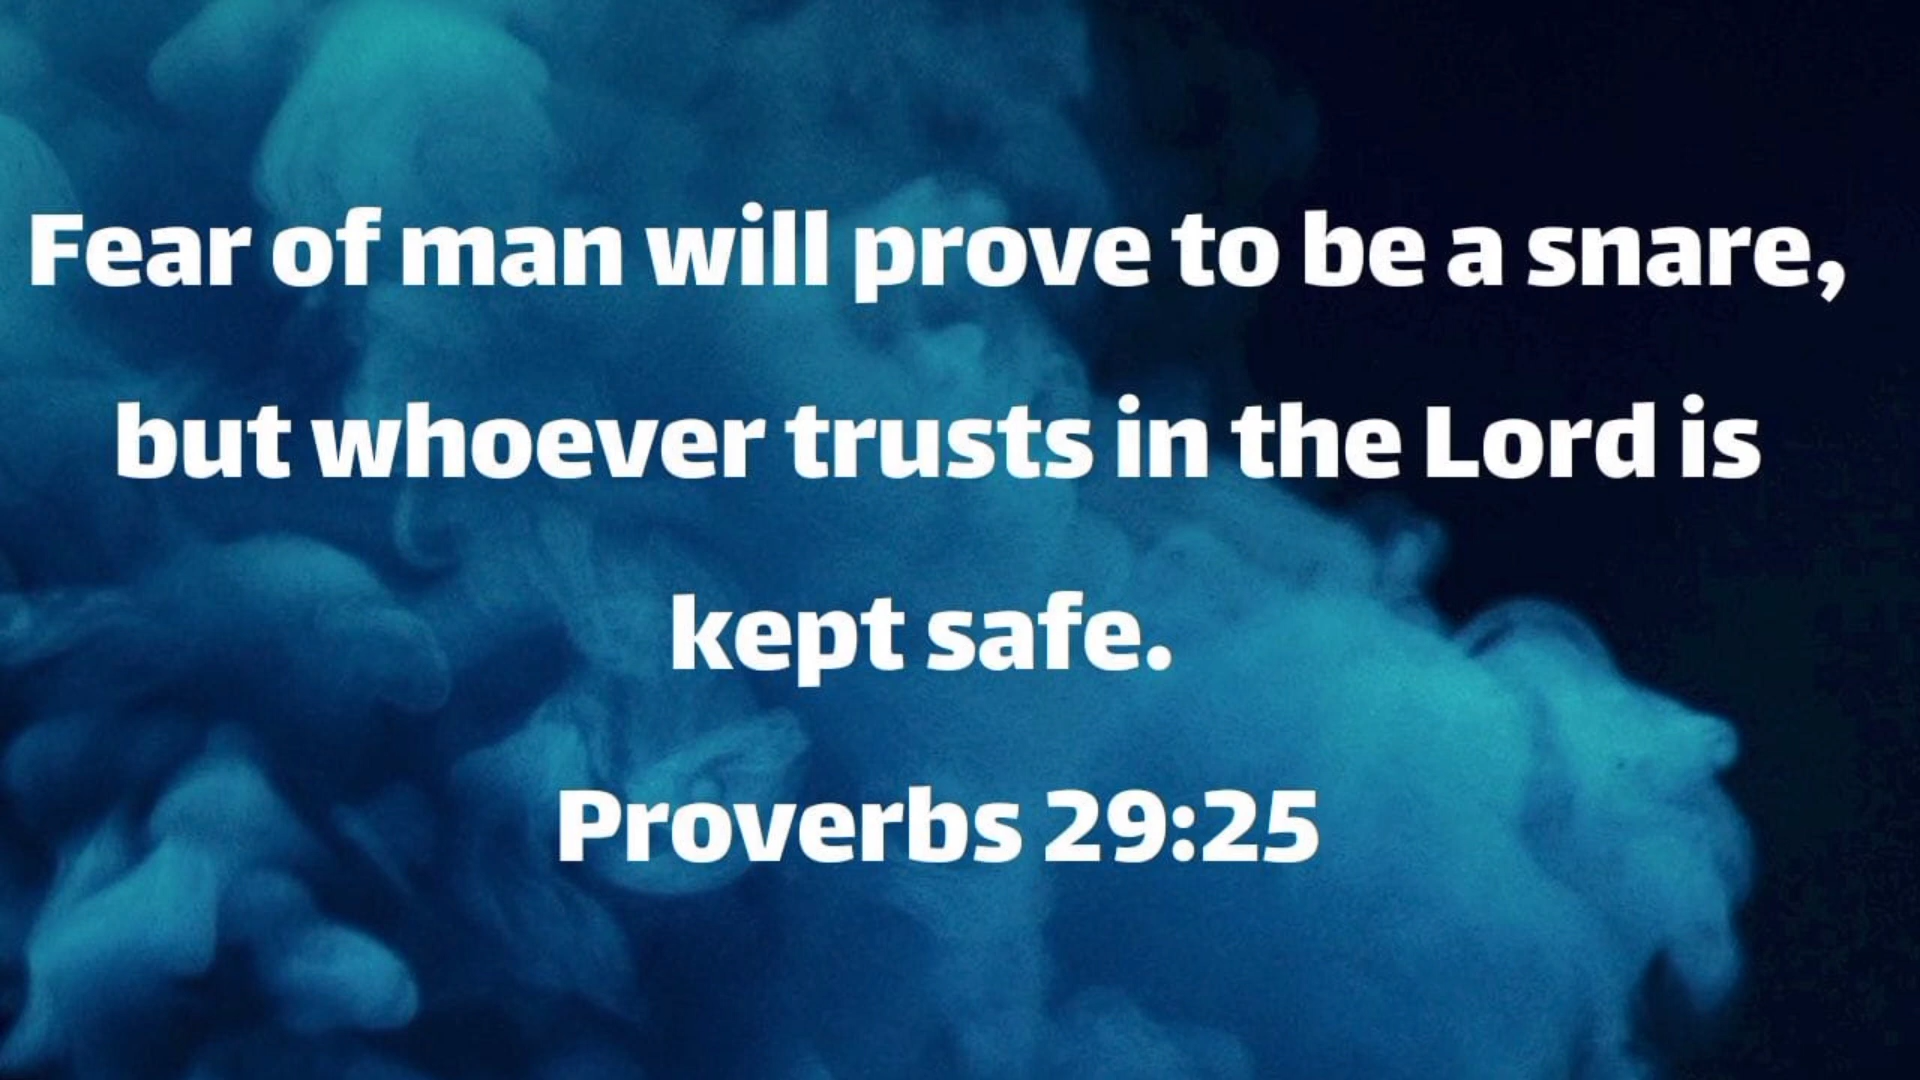 Fear of man will prove to be a snare,
but whoever trusts in the Lord is
kept safe.
Proverbs 29:25